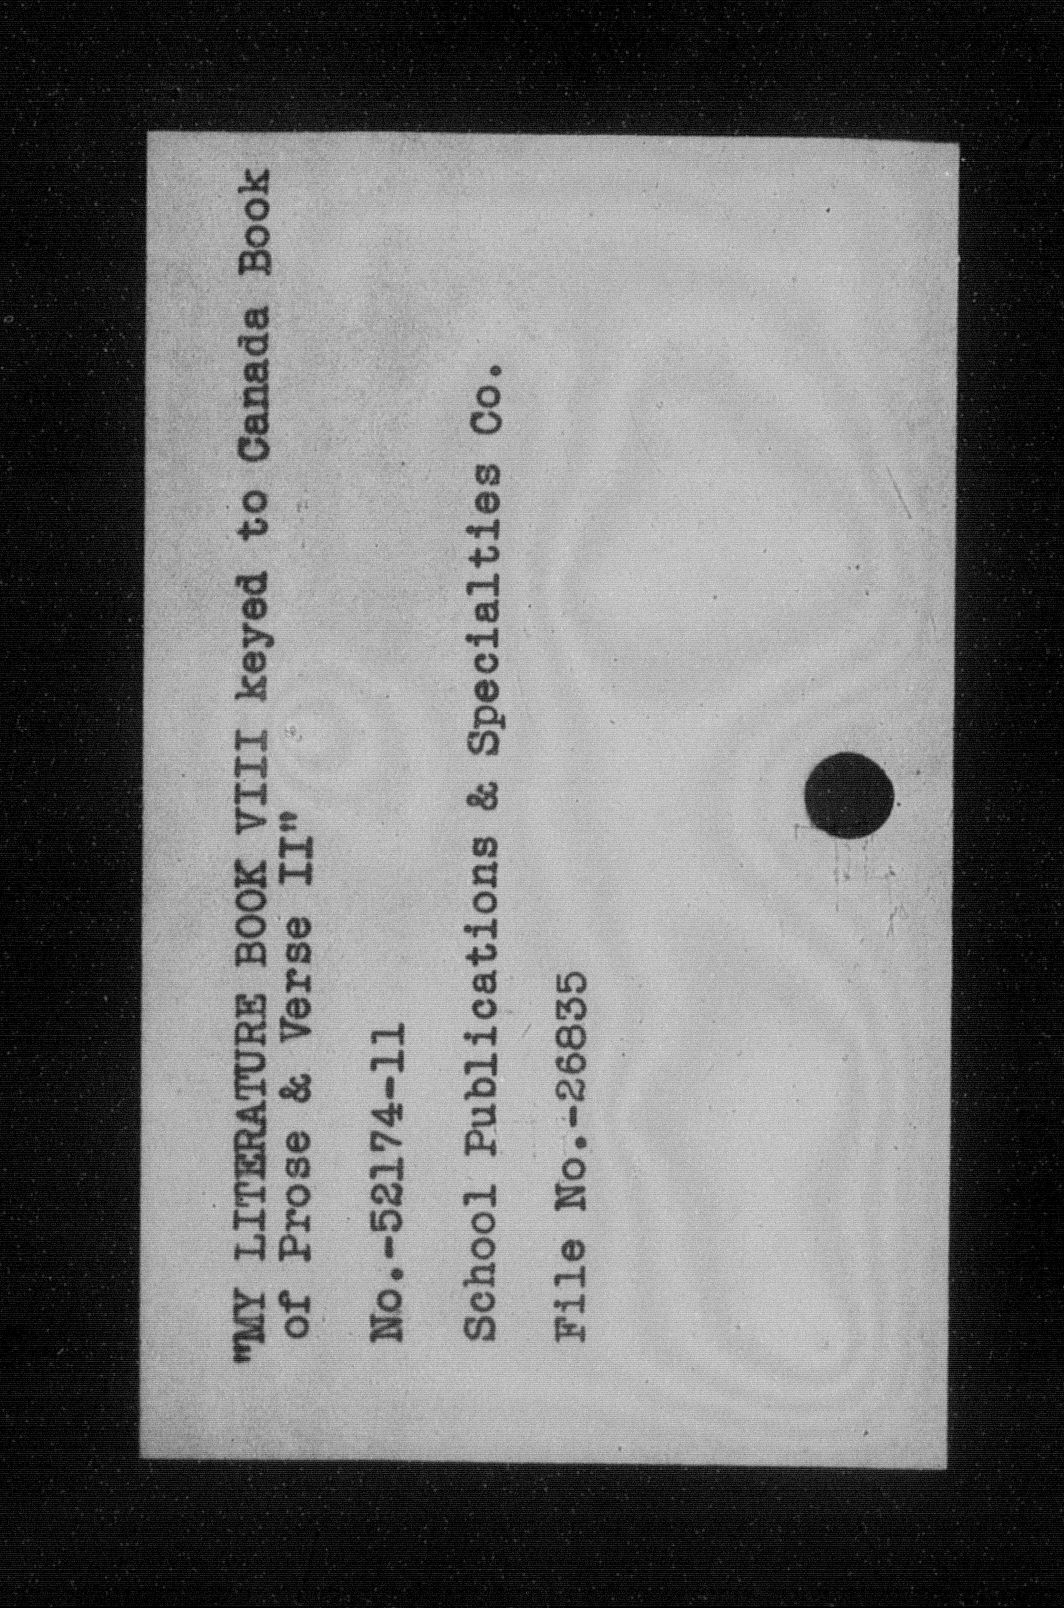 "MY LITERATURE BOOK VIII keyed to Canada Book
of Prose & Verse II"
No.-52174-11
School Publications & Specialties Co.
File No.-26835